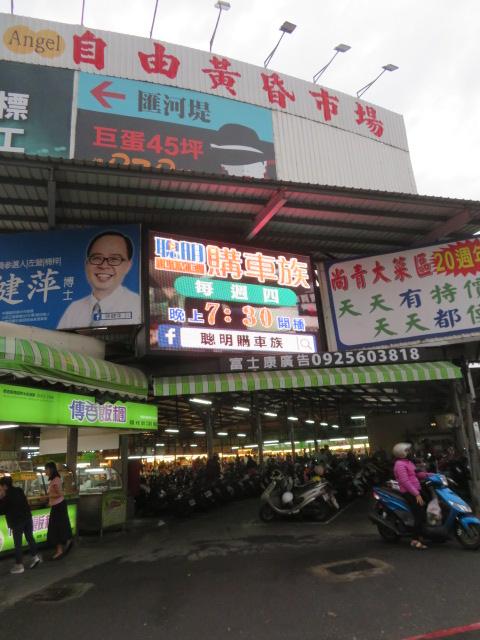 Angel
自由黃昏市場
標
工
匯河堤
巨蛋45坪
健萍 博士
聰明 LIVE 購車族
每週四
晚上7:30開播
f 聰明購車族
尚青大菜區20週年
天天有特價
天天都
富士康廣告0925603818
傳香飯糰